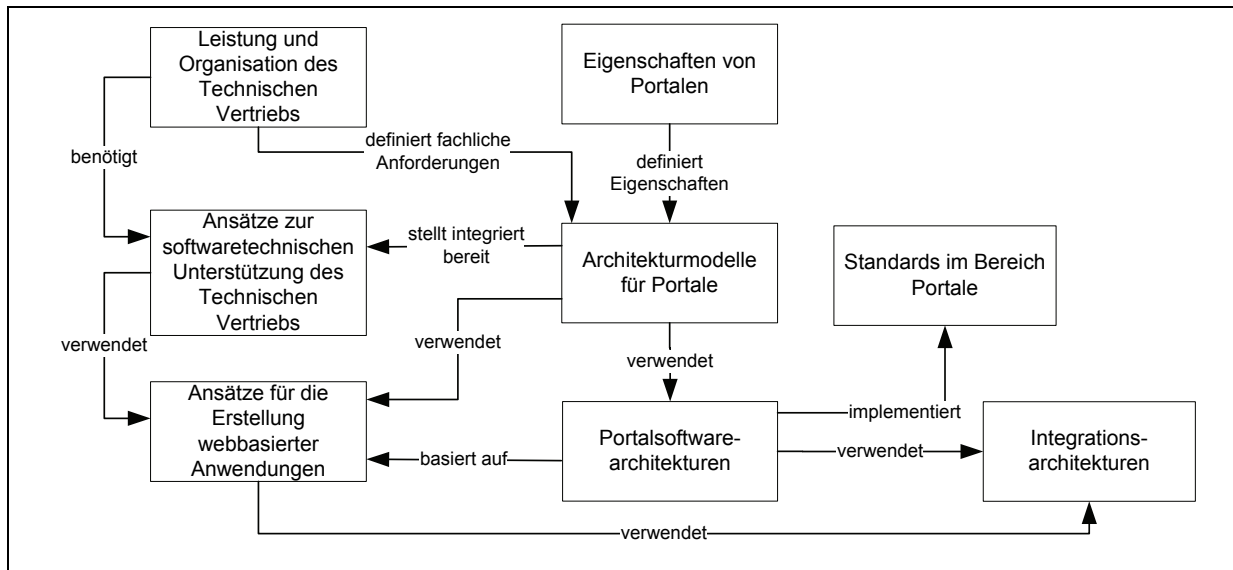 Leistung und
Organisation des
Technischen
Vertriebs
Eigenschaften von
Portalen
definiert fachliche
Anforderungen
benötigt
definiert
Eigenschaften
Ansätze zur
softwaretechnischen
Unterstützung des
Technischen
Vertriebs
stellt integriert
bereit
Architekturmodelle
für Portale
Standards im Bereich
Portale
verwendet
verwendet
verwendet
Ansätze für die
Erstellung
webbasierter
Anwendungen
basiert auf
Portalsoftware-
architekturen
implementiert
verwendet
Integrations-
architekturen
verwendet